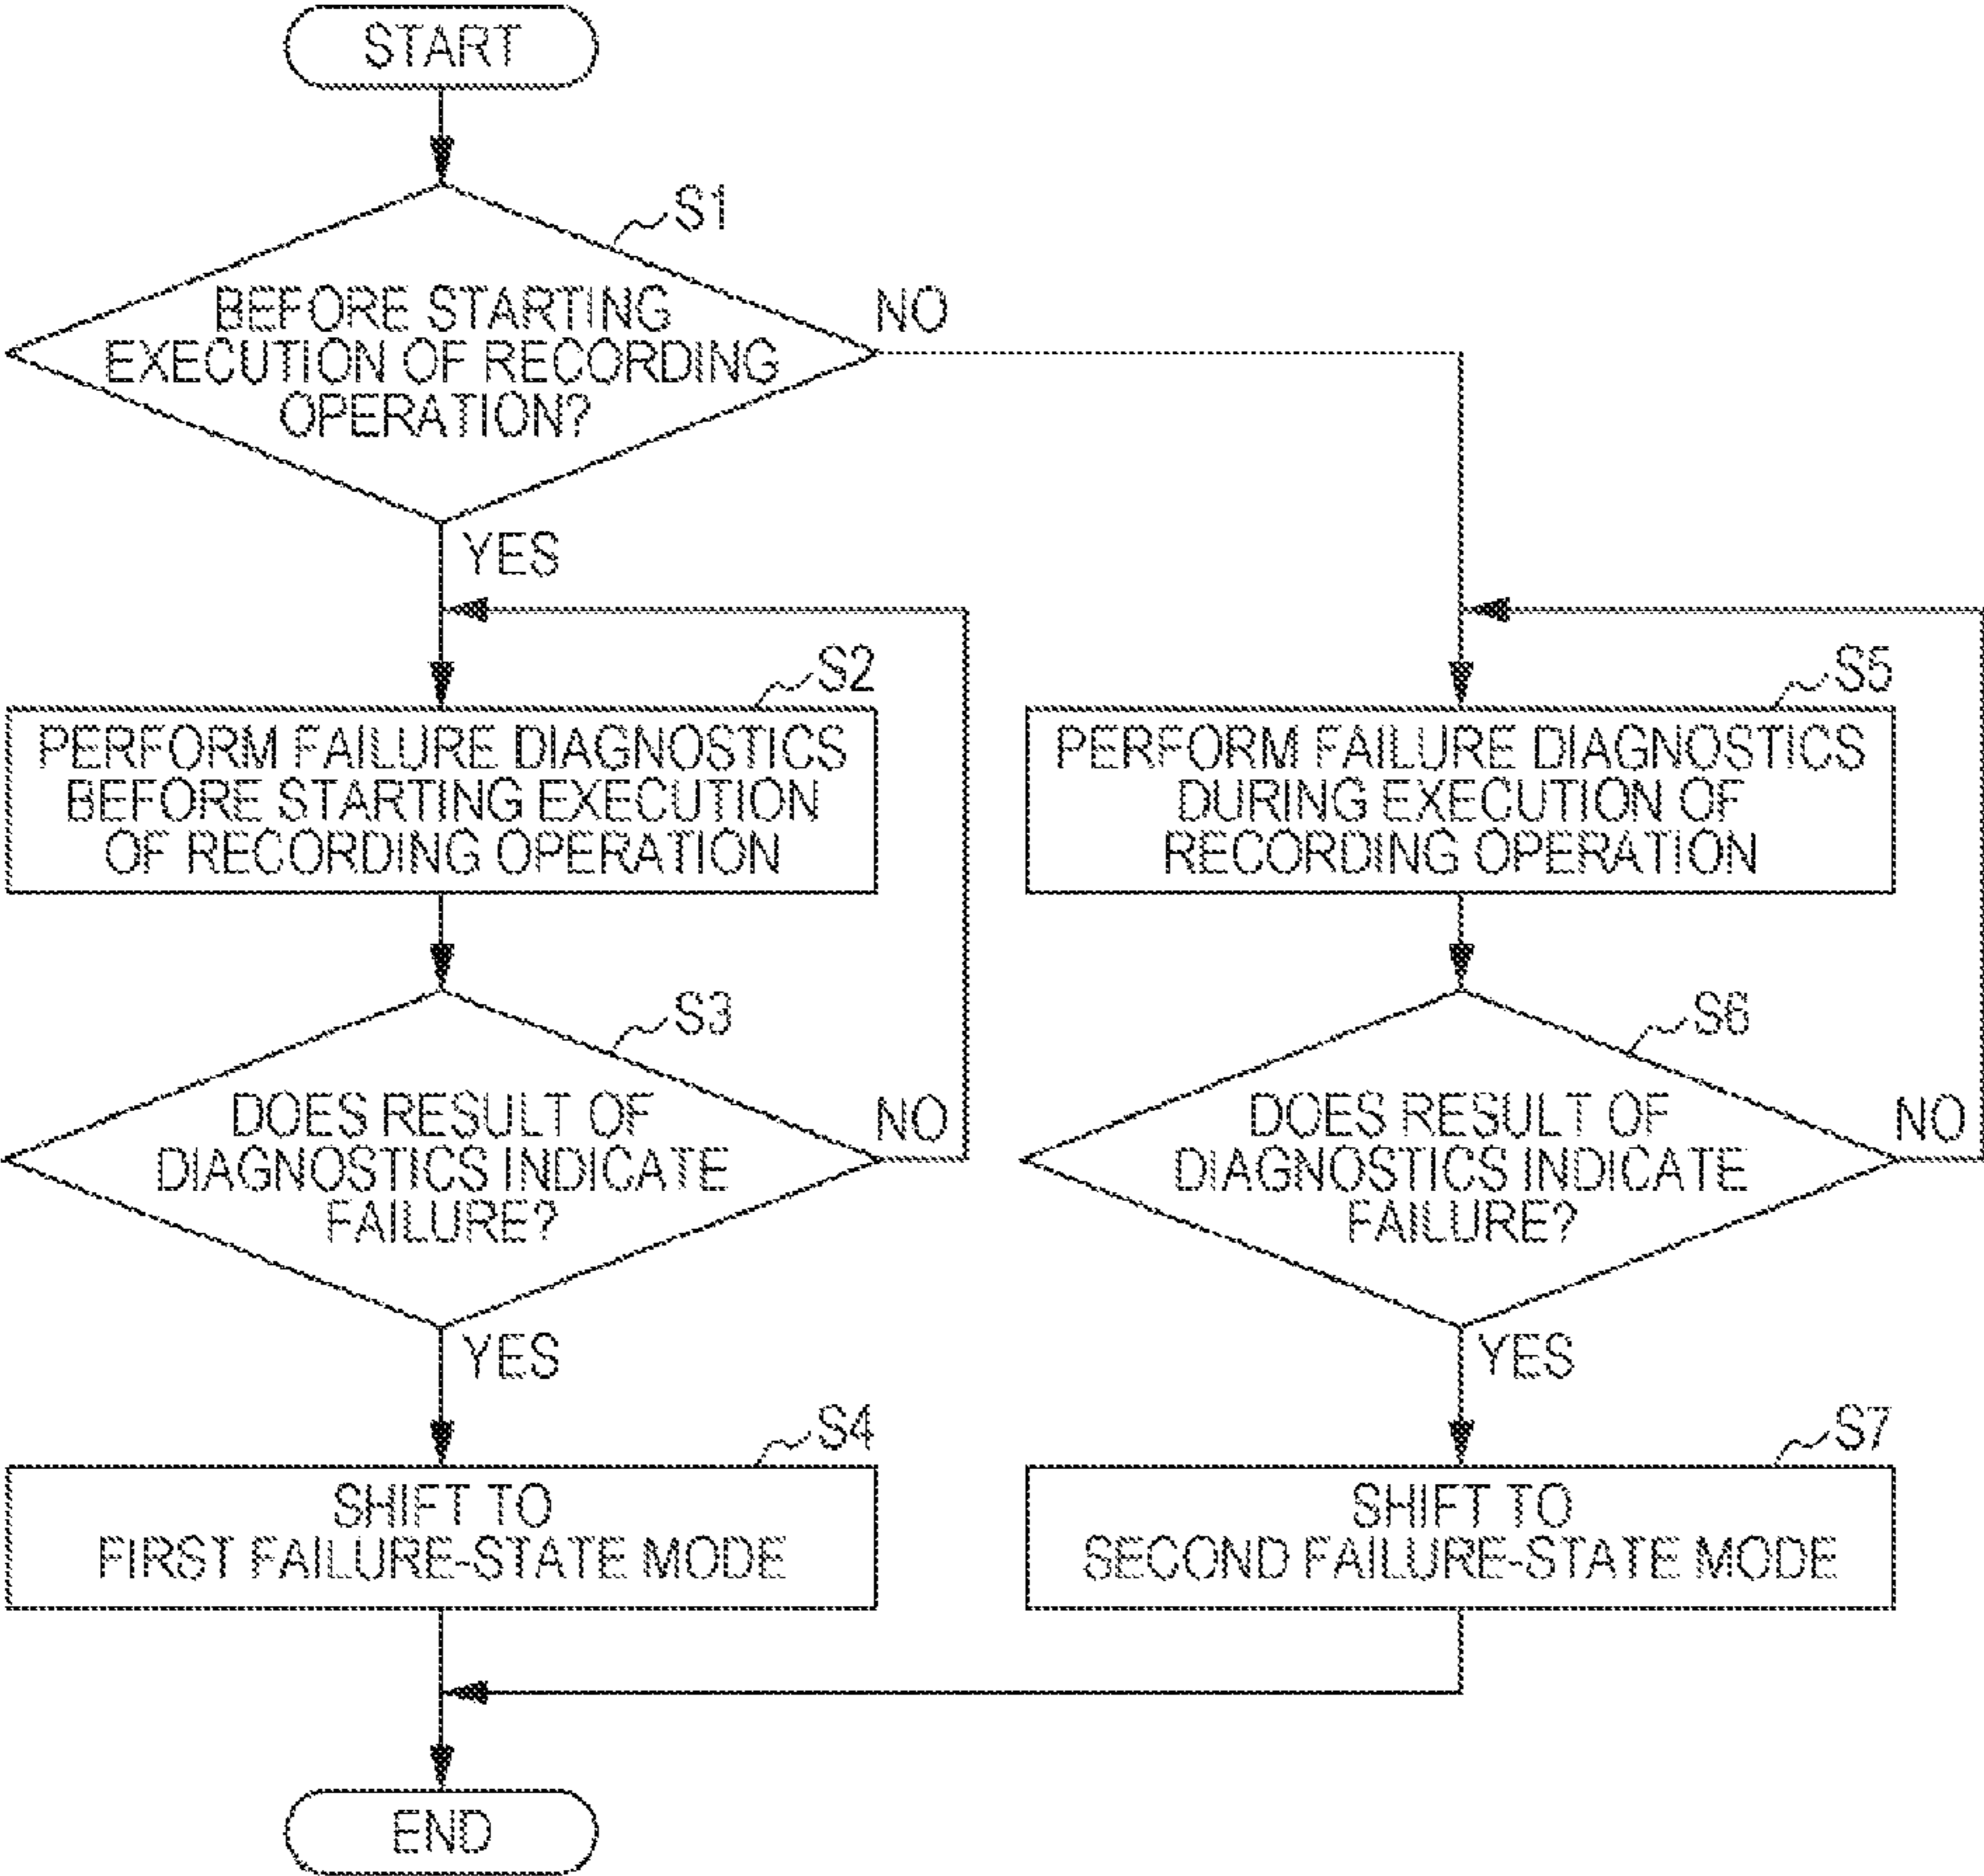 START
S1
BEFORE STARTING
EXECUTION OF RECORDING
OPERATION?
NO
YES
S2
PERFORM FAILURE DIAGNOSTICS
BEFORE STARTING EXECUTION
OF RECORDING OPERATION
S3
DOES RESULT OF
DIAGNOSTICS INDICATE
FAILURE?
NO
YES
S4
SHIFT TO
FIRST FAILURE-STATE MODE
S5
PERFORM FAILURE DIAGNOSTICS
DURING EXECUTION OF
RECORDING OPERATION
S6
DOES RESULT OF
DIAGNOSTICS INDICATE
FAILURE?
NO
YES
S7
SHIFT TO
SECOND FAILURE-STATE MODE
END